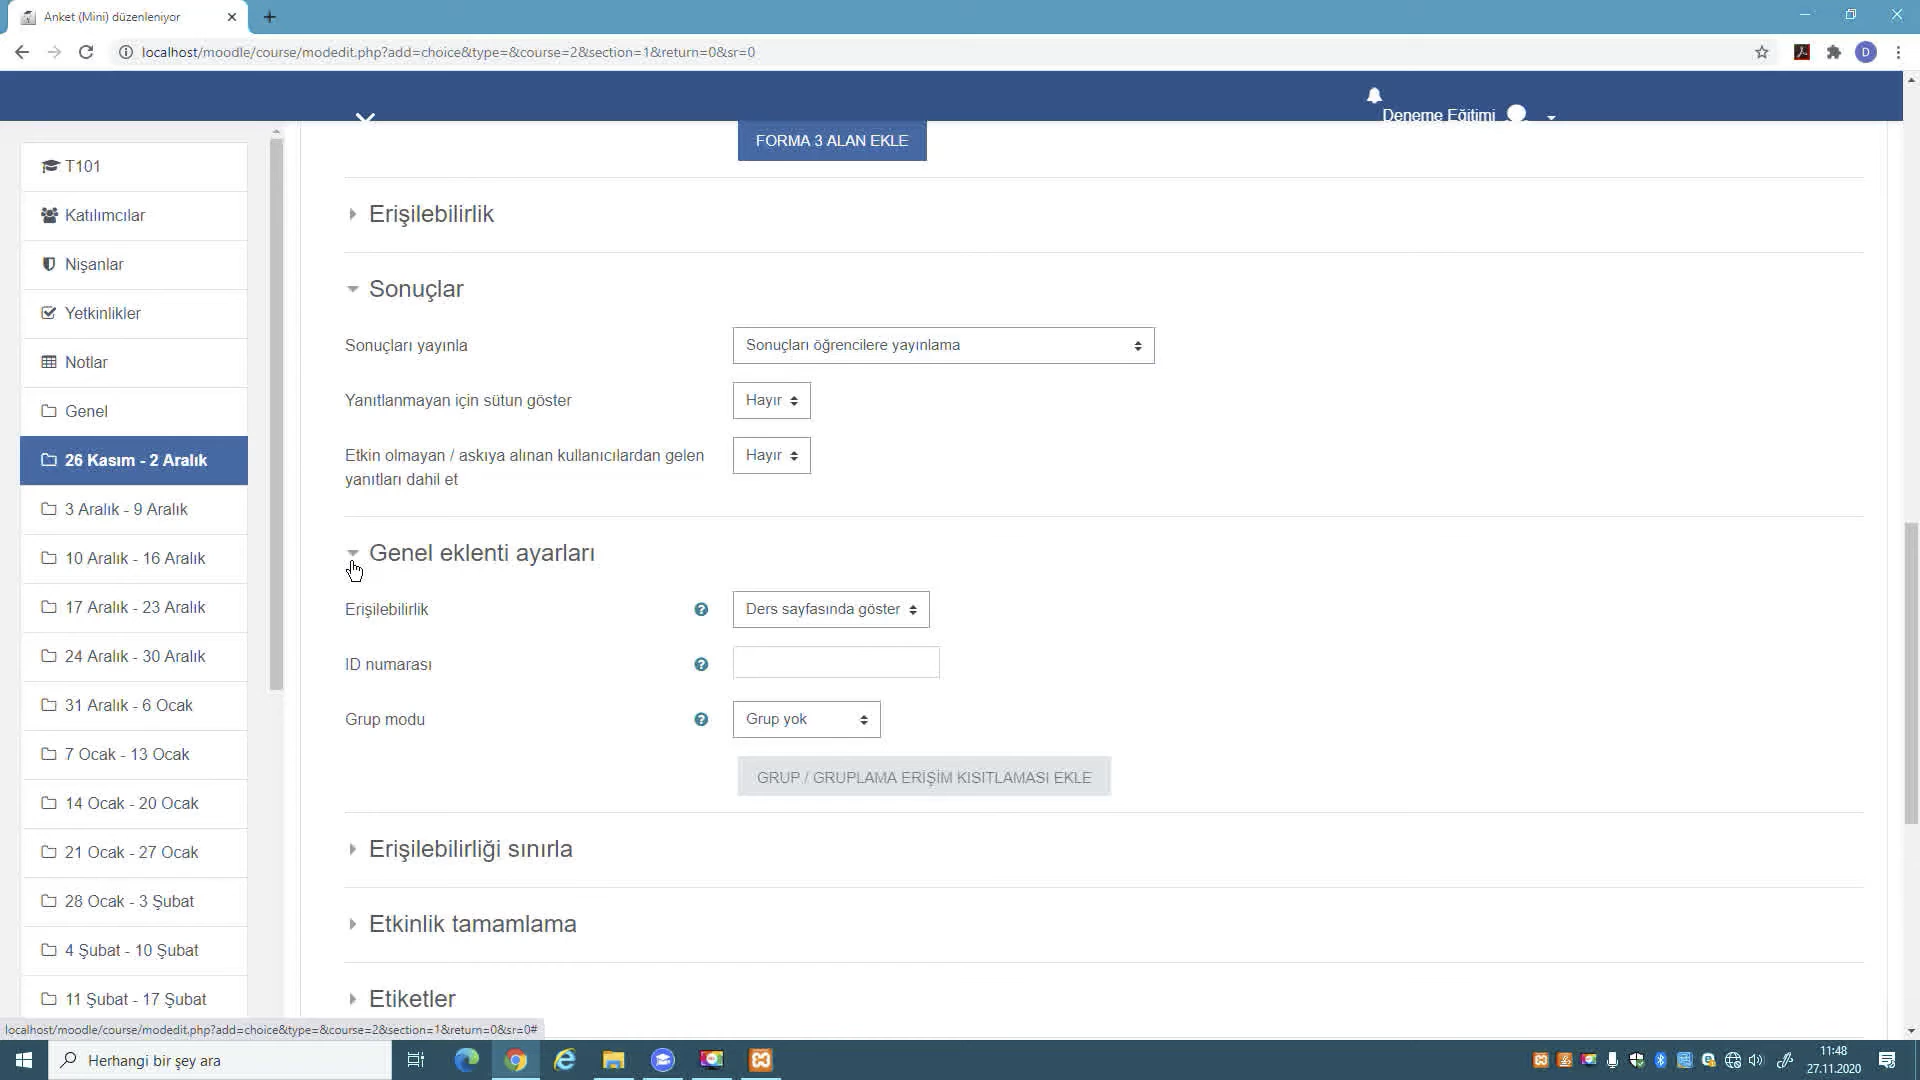 Anket (Mini) düzenleniyor
localhost/moodle/course/modedit.php?add=choice&type=&course=2&section=1&return=0&sr=0
D
Deneme Eğitimi
T101
Katılımcılar
Nişanlar
Yetkinlikler
Notlar
Genel
26 Kasım - 2 Aralık
3 Aralık - 9 Aralık
10 Aralık - 16 Aralık
17 Aralık - 23 Aralık
24 Aralık - 30 Aralık
31 Aralık - 6 Ocak
7 Ocak - 13 Ocak
14 Ocak - 20 Ocak
21 Ocak - 27 Ocak
28 Ocak - 3 Şubat
4 Şubat - 10 Şubat
11 Şubat - 17 Şubat
FORMA 3 ALAN EKLE
Erişilebilirlik
Sonuçlar
Sonuçları yayınla
Sonuçları öğrencilere yayınlama
Yanıtlanmayan için sütun göster
Hayır
Etkin olmayan / askıya alınan kullanıcılardan gelen
yanıtları dahil et
Hayır
Genel eklenti ayarları
Erişilebilirlik
Ders sayfasında göster
ID numarası
Grup modu
Grup yok
GRUP / GRUPLAMA ERİŞİM KISITLAMASI EKLE
Erişilebilirliği sınırla
Etkinlik tamamlama
Etiketler
localhost/moodle/course/modedit.php?add=choice&type=&course=2&section=1&return=0&sr=0#
Herhangi bir şey ara
11:48
27.11.2020